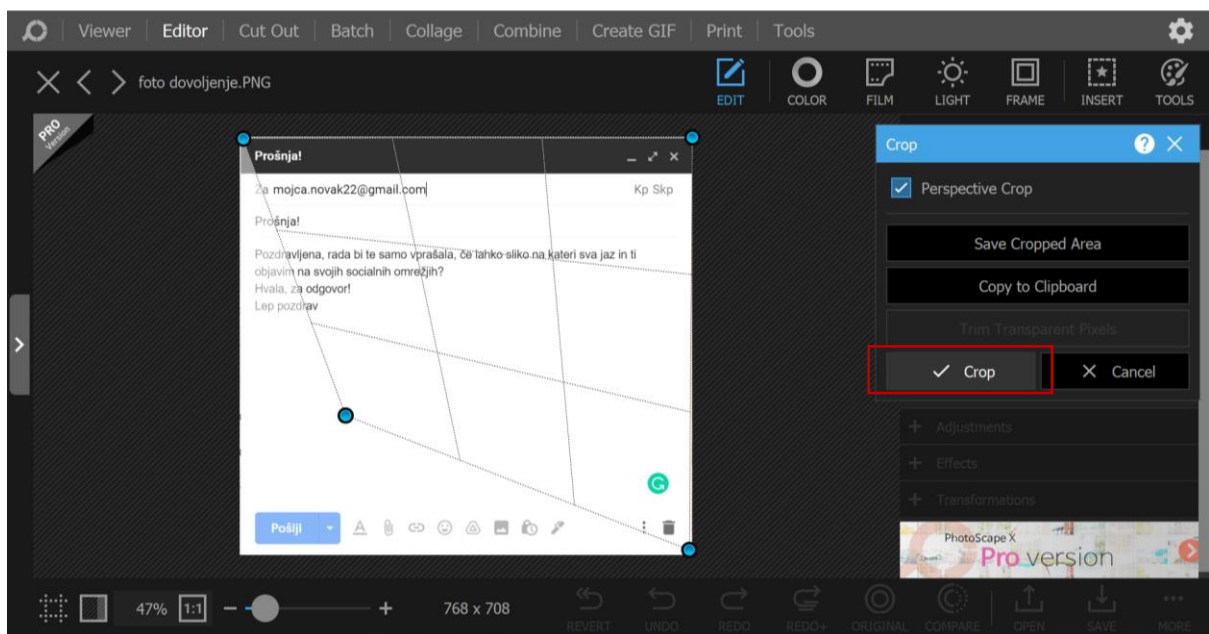 Viewer Editor Cut Out Batch Collage Combine Create GIF Print Tools
foto dovoljenje.PNG
EDIT COLOR FILM LIGHT FRAME INSERT TOOLS
PRO
Version
Prošnja!
Za mojca.novak22@gmail.com Kp Skp
Prošnja!
Pozdravljena, rada bi te samo vprašala, če lahko sliko na kateri sva jaz in ti
objavim na svojih socialnih omrežjih?
Hvala, za odgovor!
Lep pozdrav
Pošlji
Crop
Perspective Crop
Save Cropped Area
Copy to Clipboard
Trim Transparent Pixels
Crop Cancel
Adjustments
Effects
Transformations
PhotoScape X
Pro version
47% 1:1 768 x 708
REVERT UNDO REDO REDO+ ORIGINAL COMPARE OPEN SAVE MORE